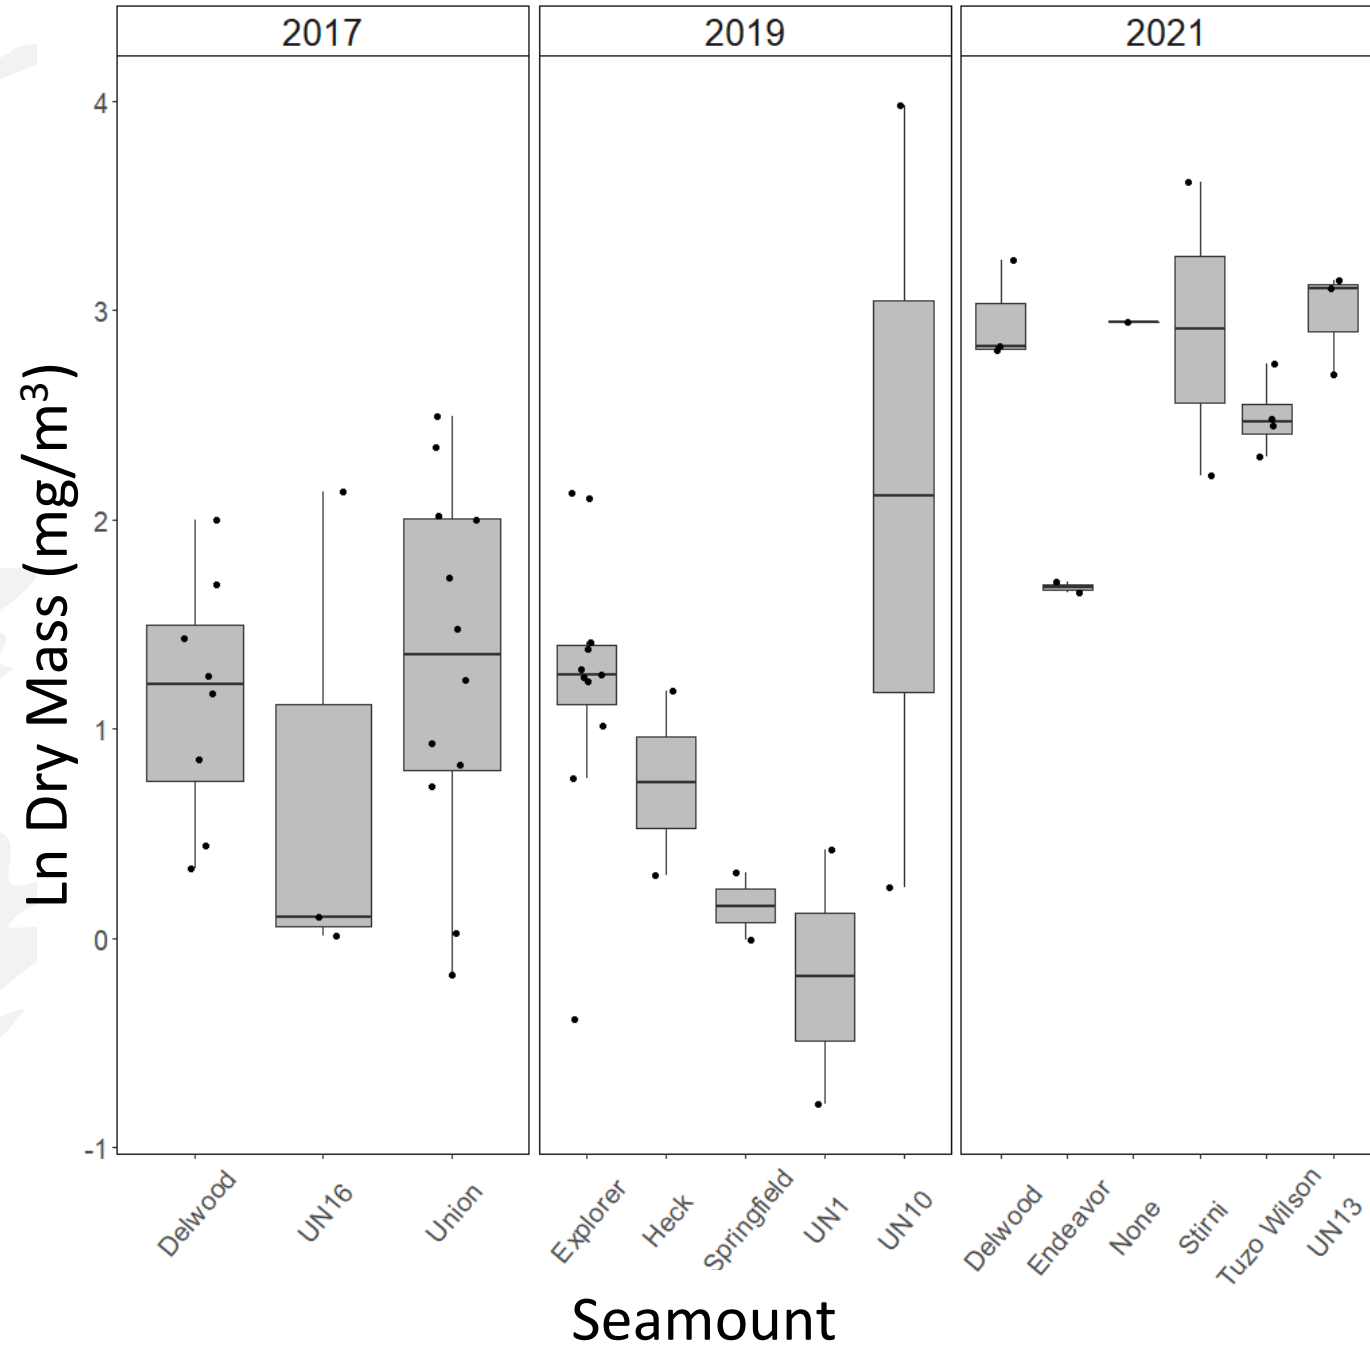 2017 2019 2021
Ln Dry Mass (mg/m³)
4
3
2
1
0
-1
Delwood UN16 Union Explorer Heck Springfield UN1 UN10 Delwood Endeavor None Stirni Tuzo Wilson UN13
Seamount